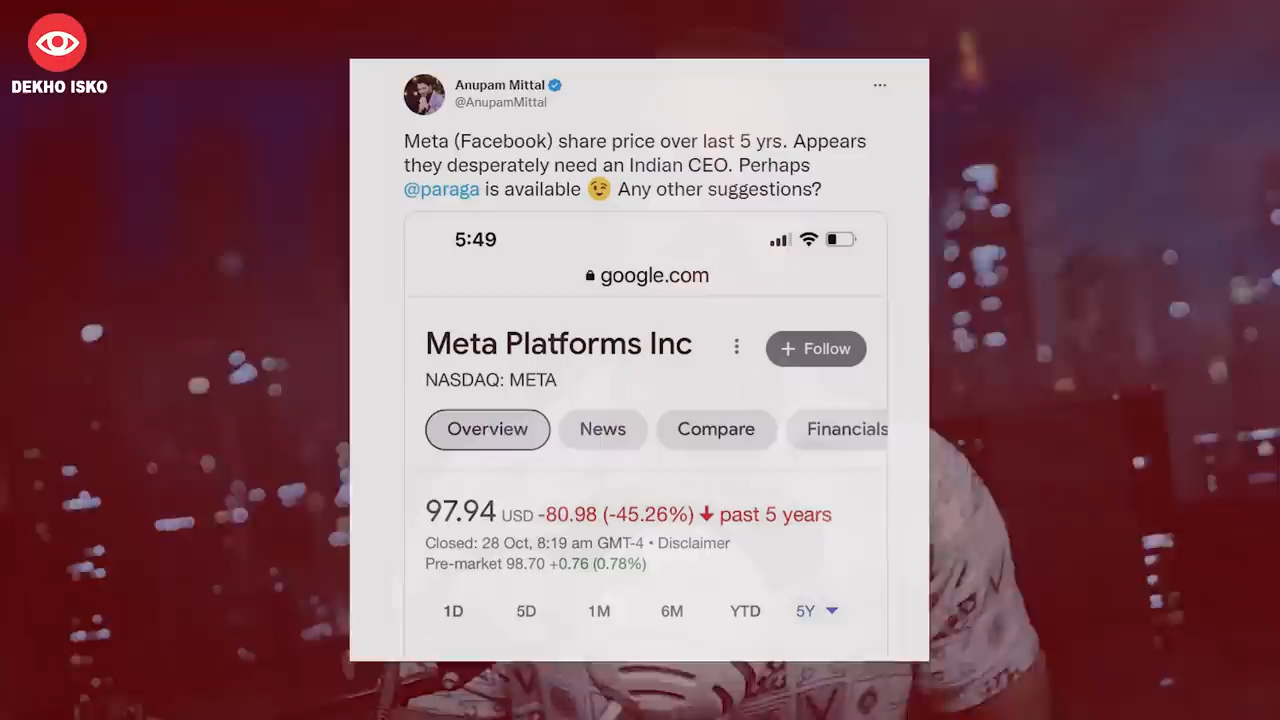 DEKHO ISKO
Anupam Mittal
@AnupamMittal
Meta (Facebook) share price over last 5 yrs. Appears
they desperately need an Indian CEO. Perhaps
@paraga is available 😉 Any other suggestions?
5:49
google.com
Meta Platforms Inc
+ Follow
NASDAQ: META
Overview News Compare Financials
97.94 USD -80.98 (-45.26%) ↓ past 5 years
Closed: 28 Oct, 8:19 am GMT-4 • Disclaimer
Pre-market 98.70 +0.76 (0.78%)
1D 5D 1M 6M YTD 5Y